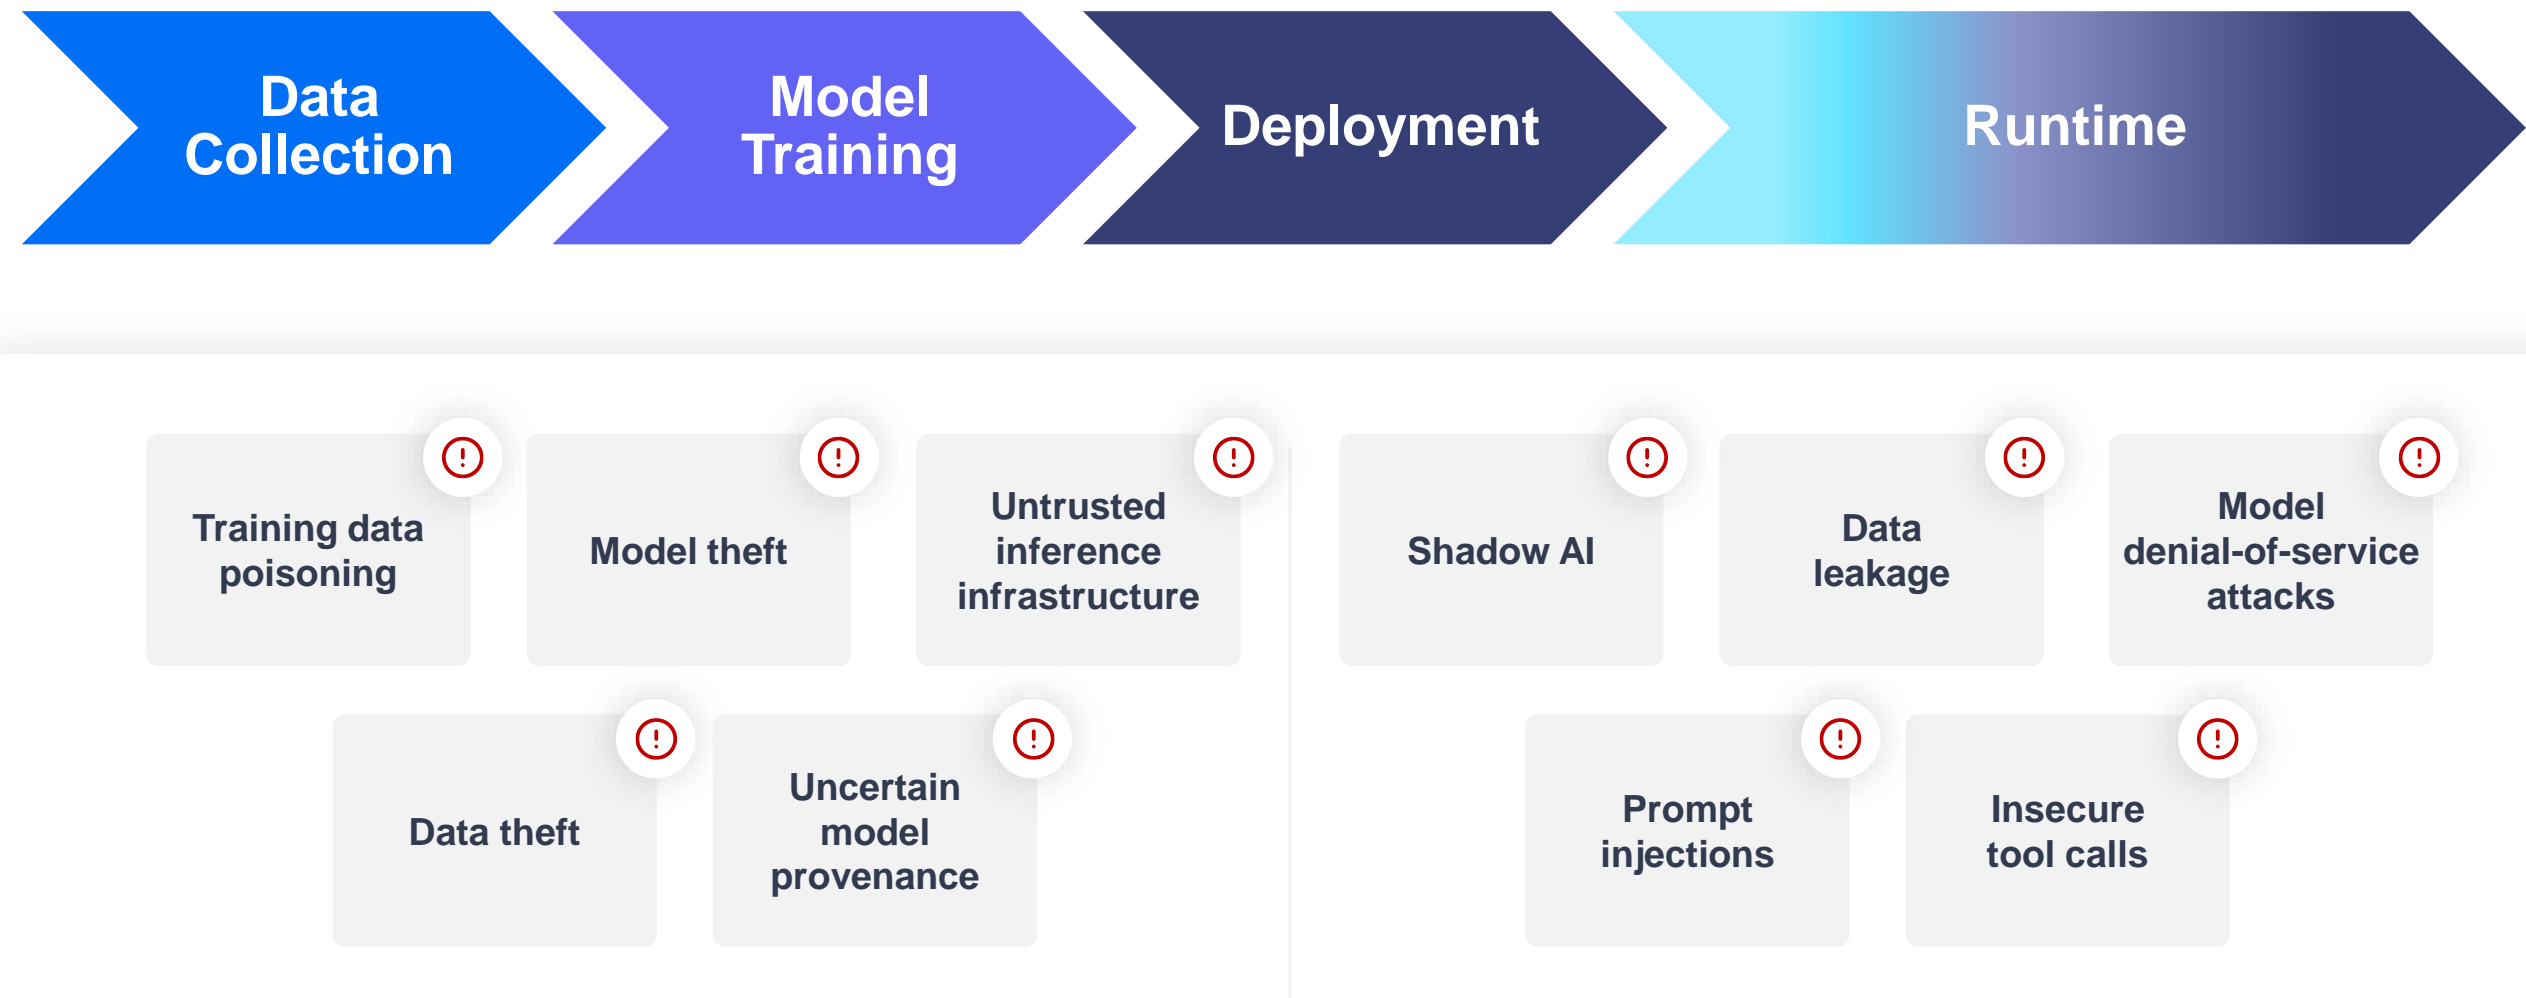 Data
Collection
Model
Training
Deployment
Runtime
Training data
poisoning
Model theft
Untrusted
inference
infrastructure
Shadow AI
Data
leakage
Model
denial-of-service
attacks
Data theft
Uncertain
model
provenance
Prompt
injections
Insecure
tool calls